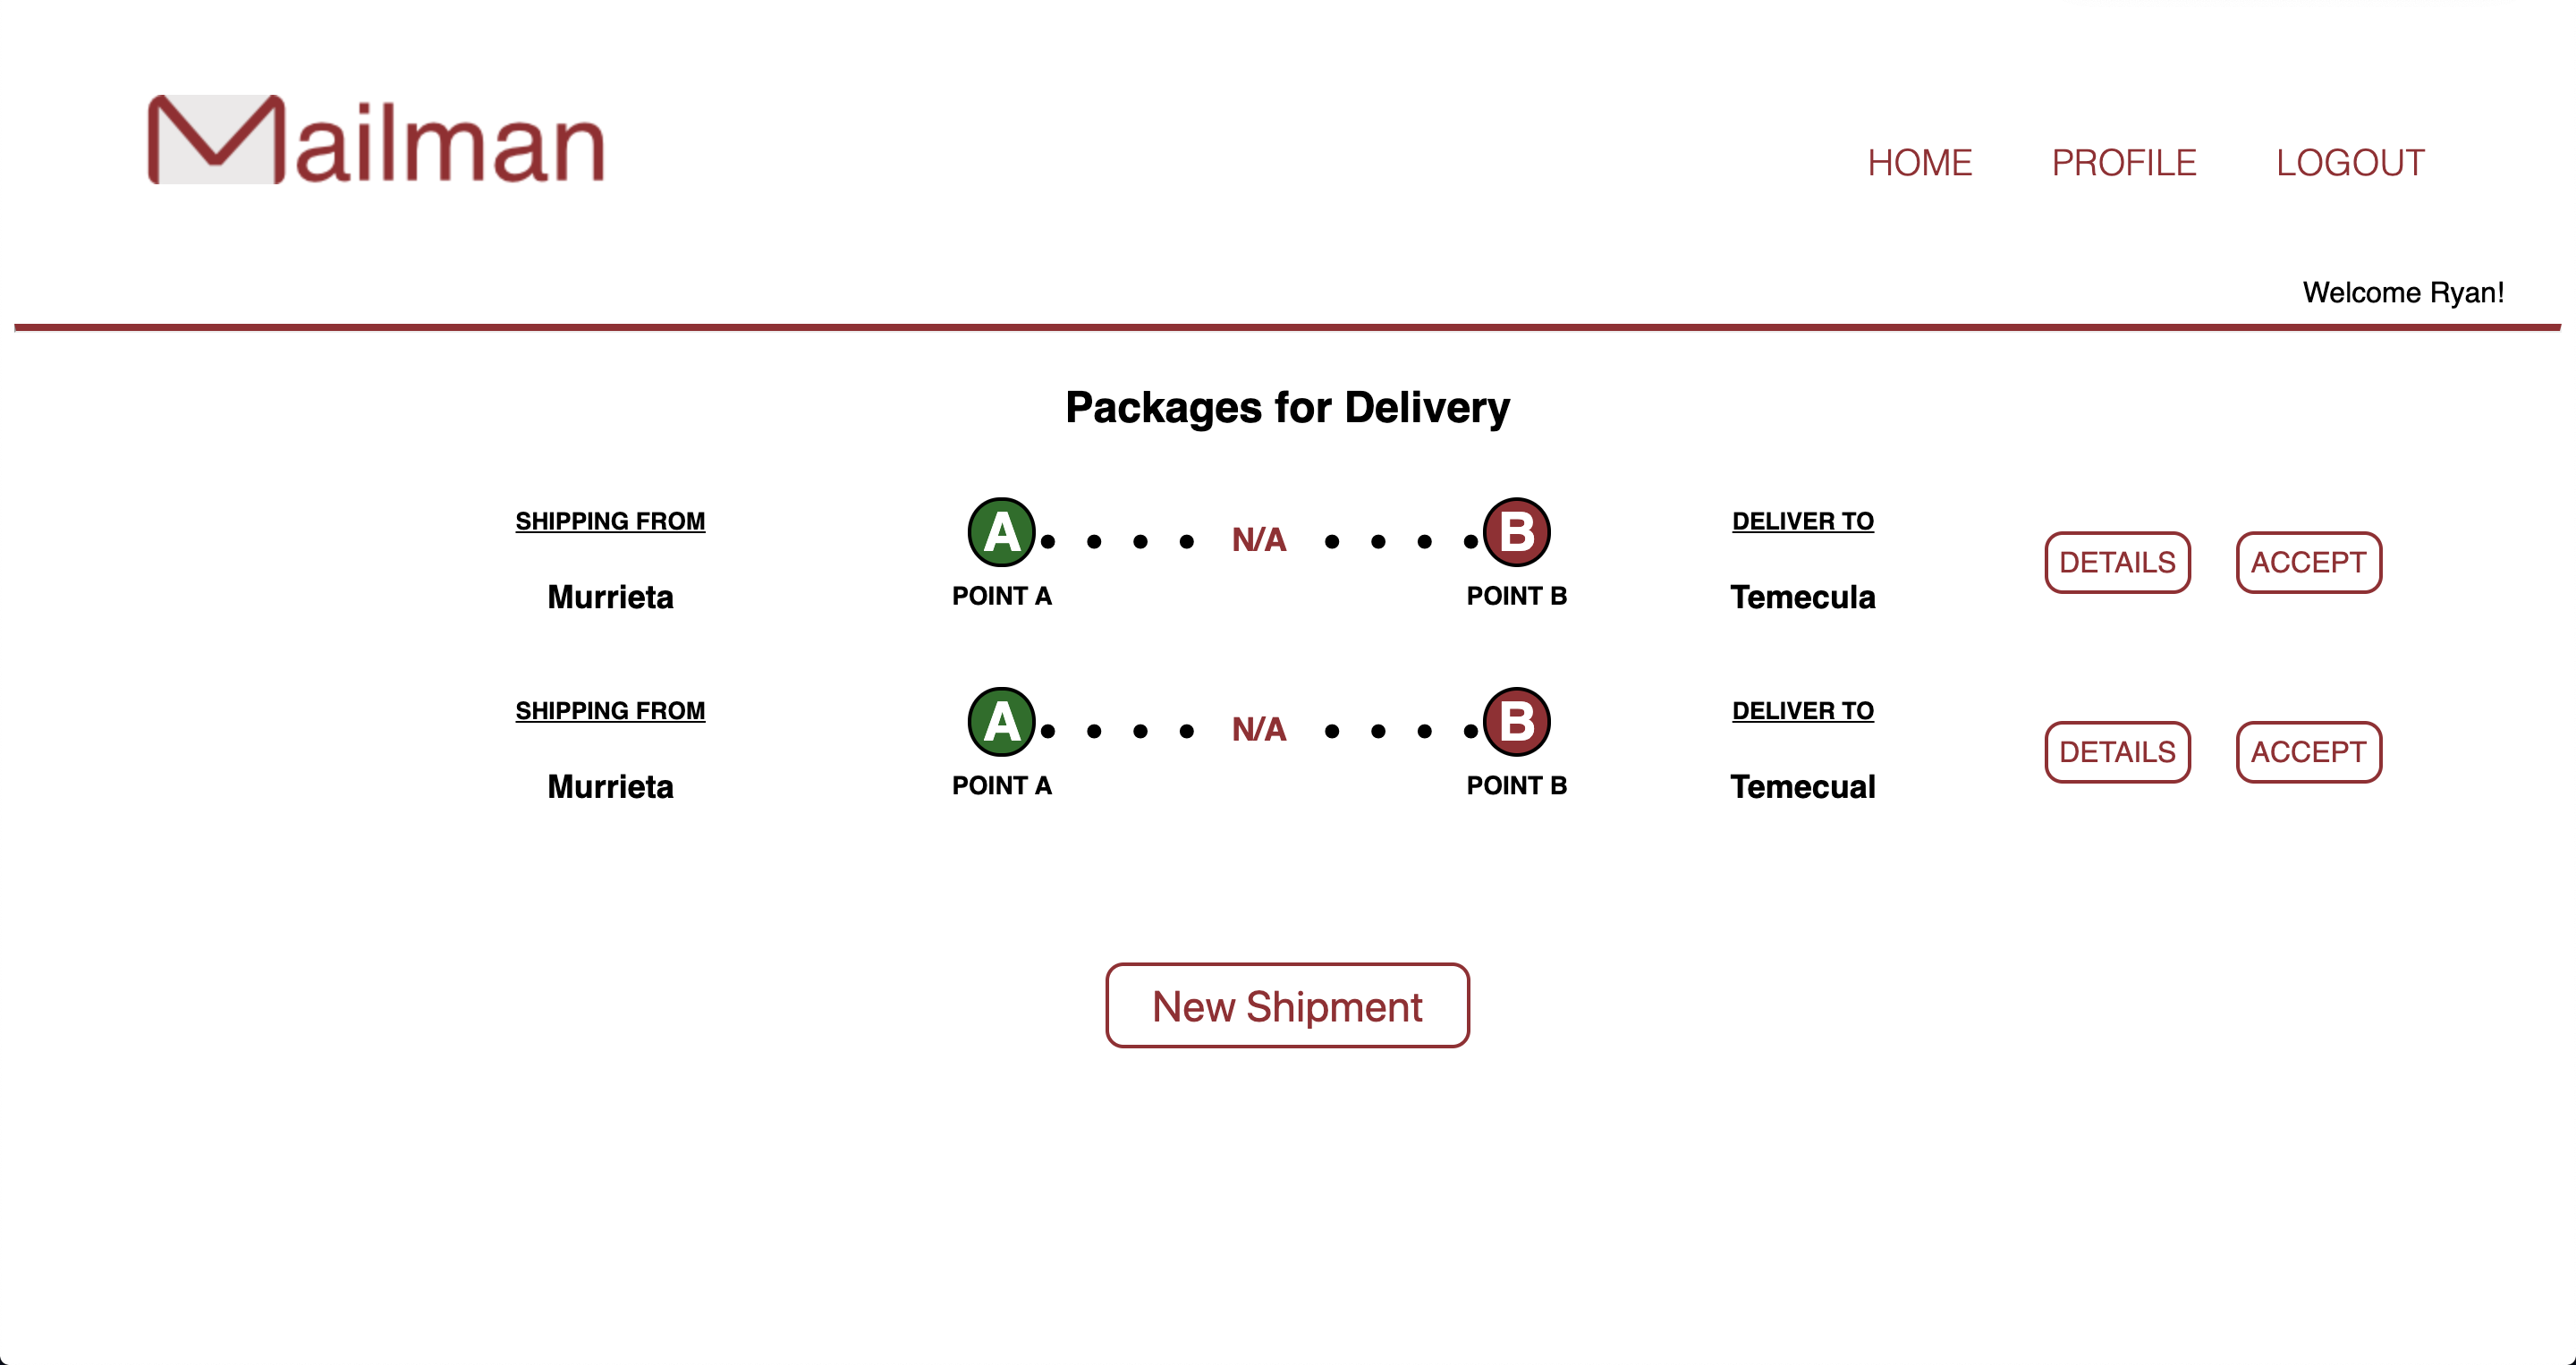 Mailman
HOME PROFILE LOGOUT
Welcome Ryan!
Packages for Delivery
SHIPPING FROM A N/A B DELIVER TO
DETAILS ACCEPT
Murrieta POINT A POINT B Temecula
SHIPPING FROM A N/A B DELIVER TO
DETAILS ACCEPT
Murrieta POINT A POINT B Temecual
New Shipment